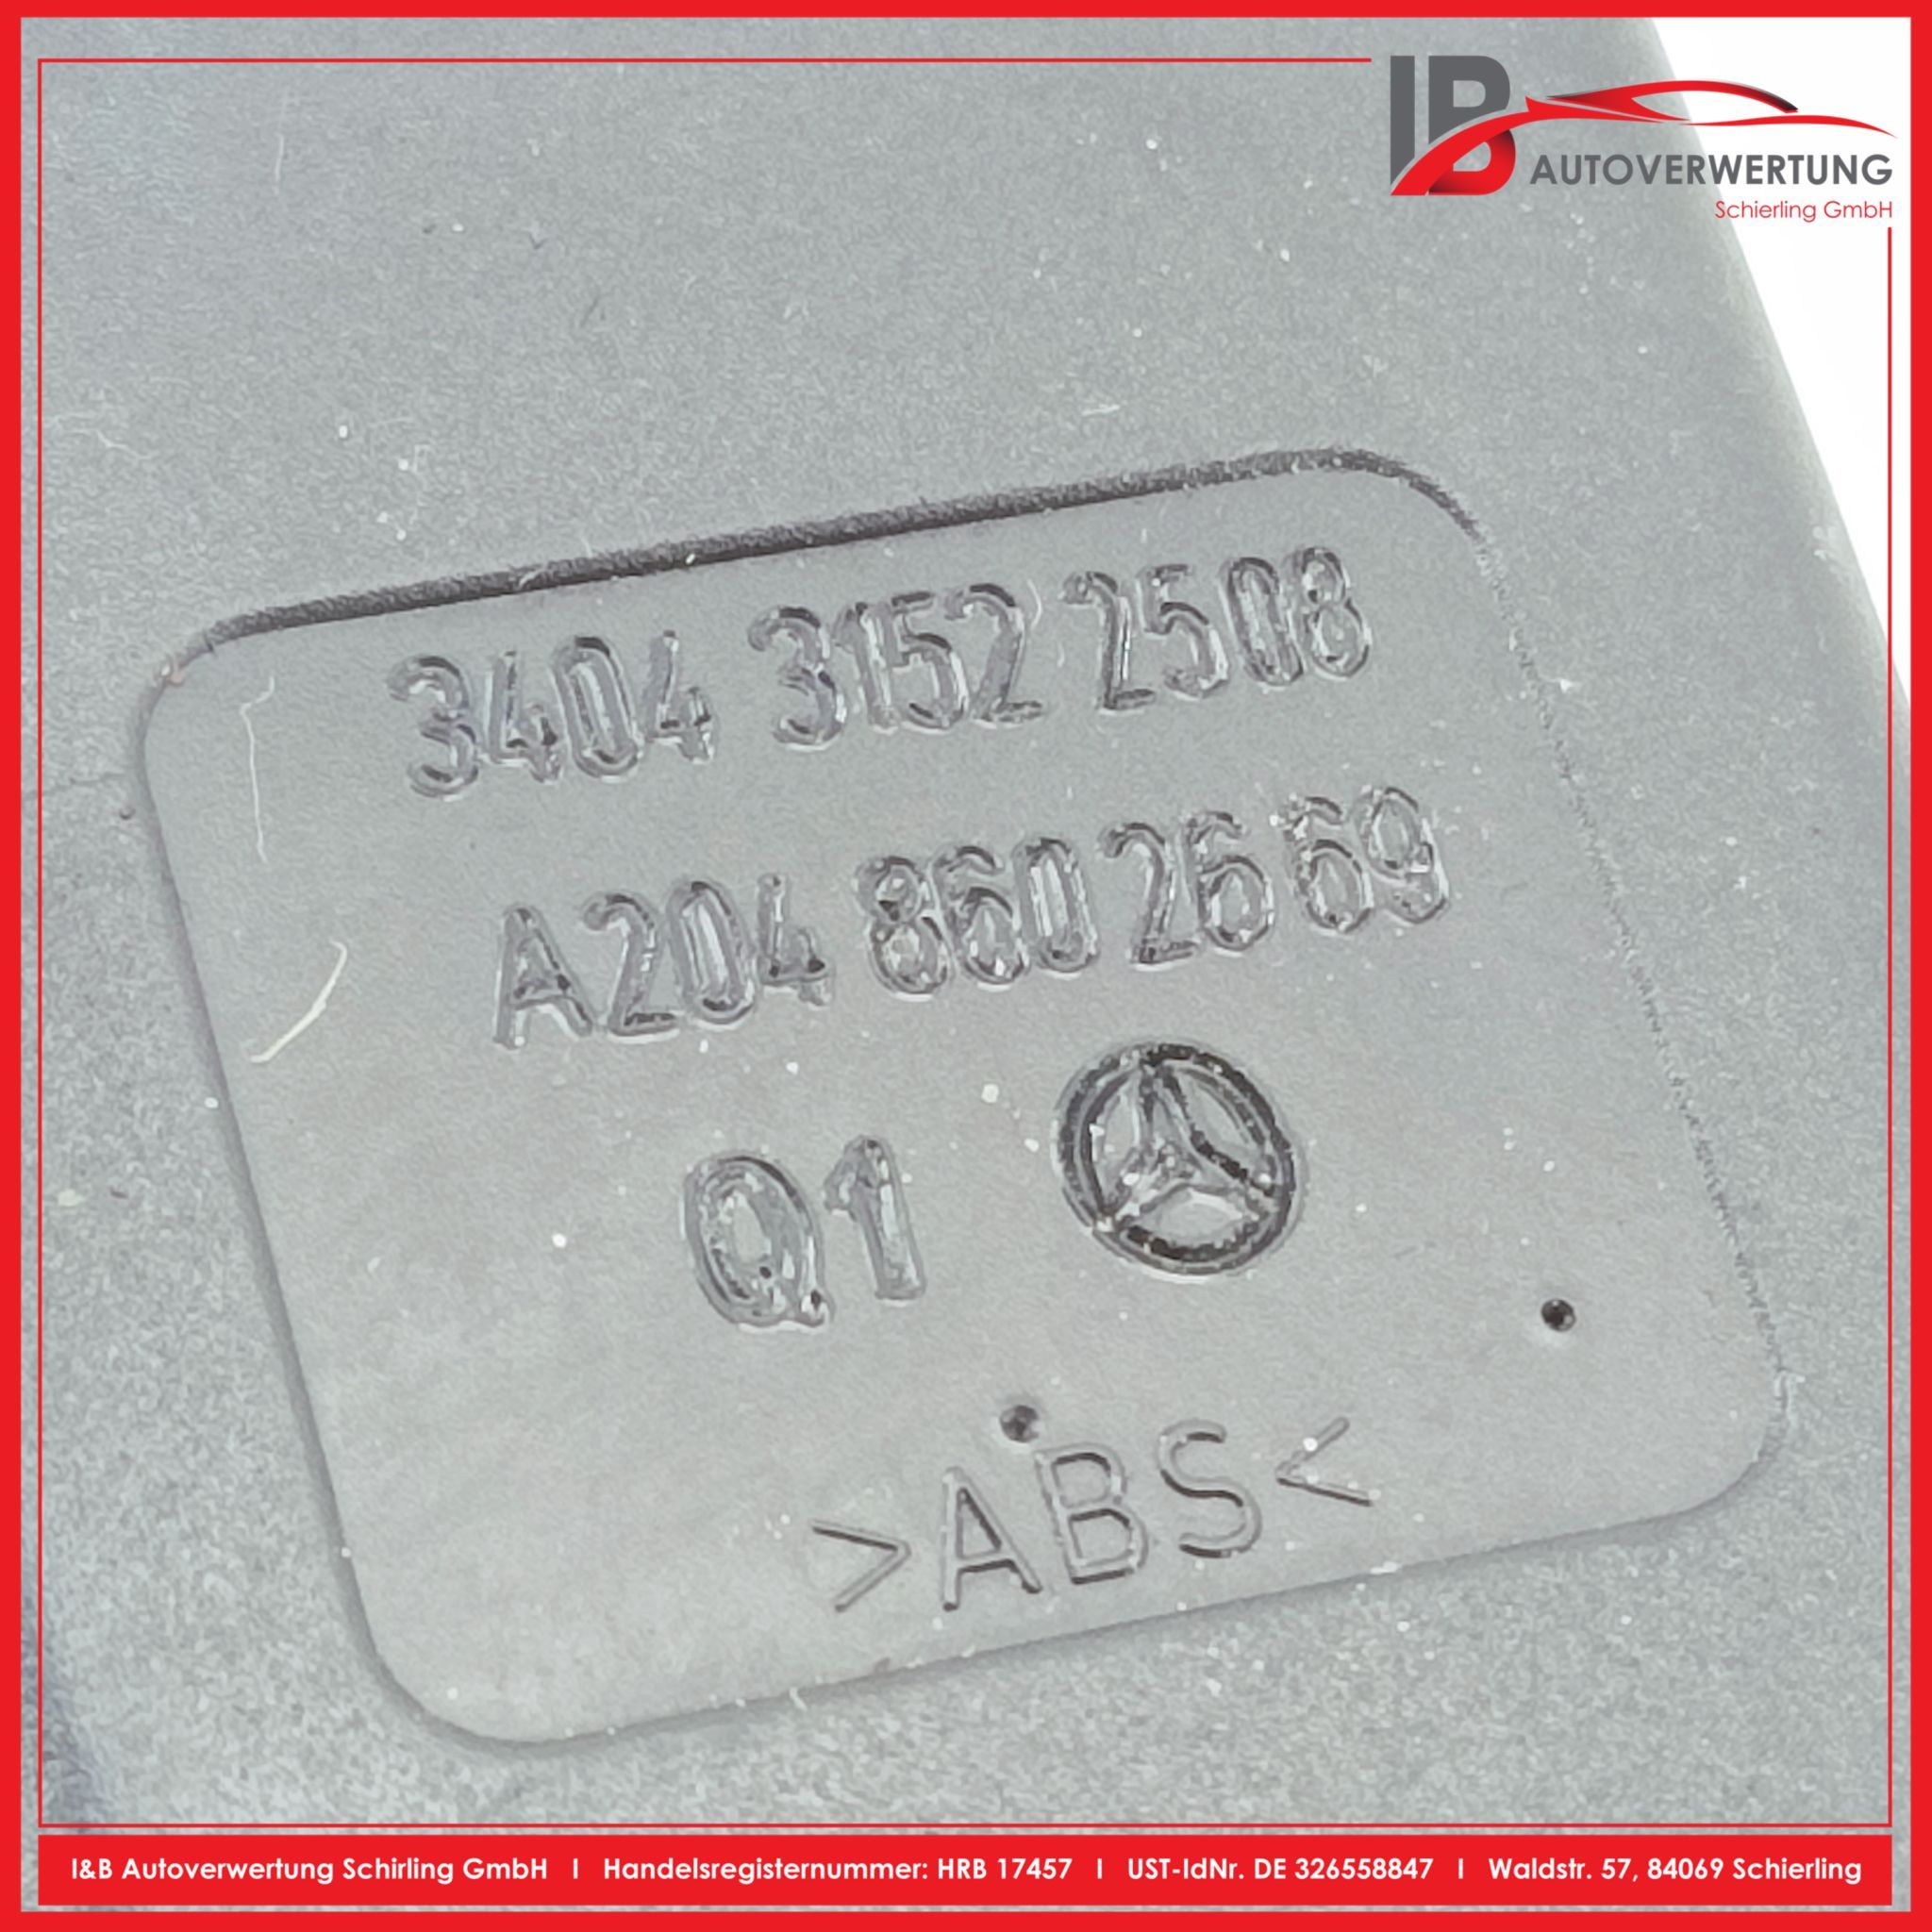 IB
AUTOVERWERTUNG
Schierling GmbH
3404 3152 2508
A204 860 26 69
Q1
>ABS<
I&B Autoverwertung Schirling GmbH I Handelsregisternummer: HRB 17457 I UST-IdNr. DE 326558847 I Waldstr. 57, 84069 Schierling